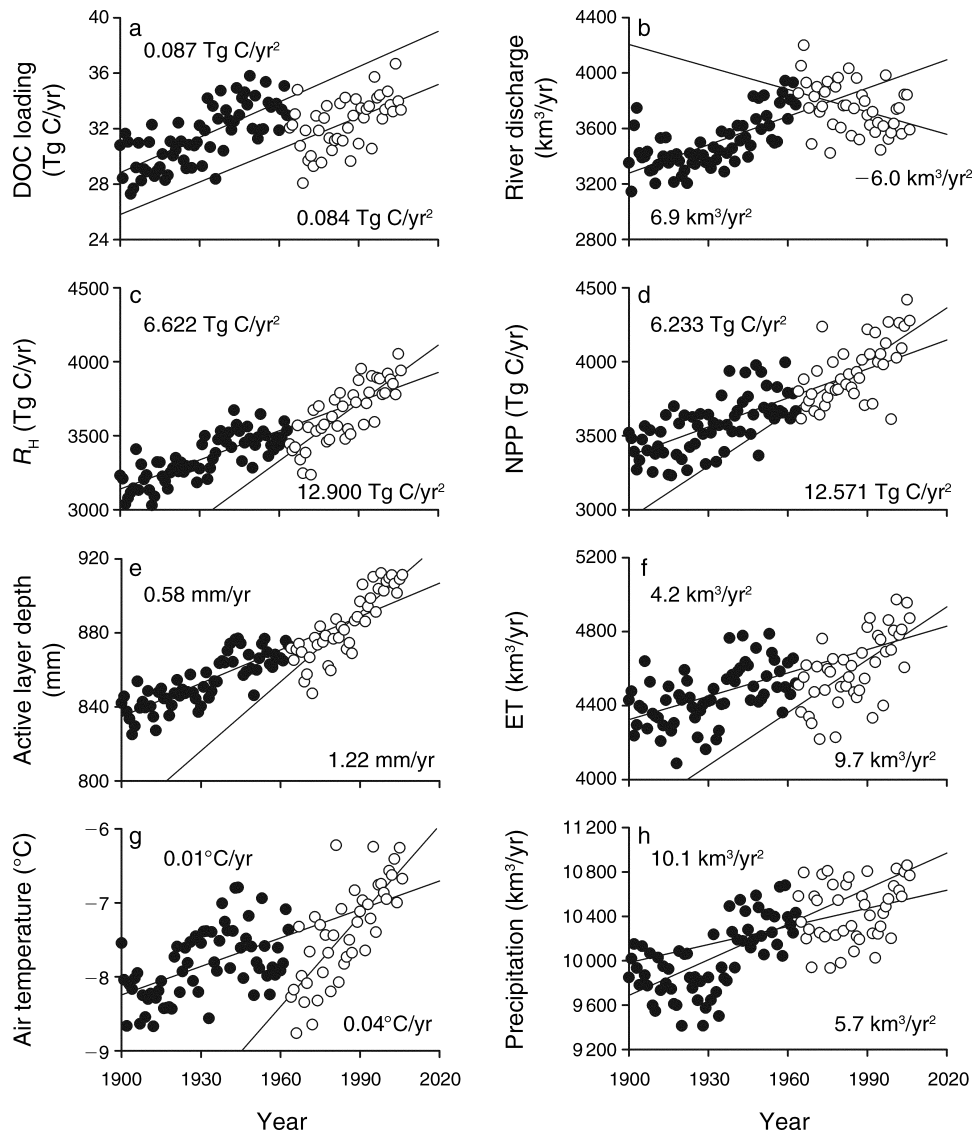 a
0.087 Tg C/yr²
0.084 Tg C/yr²
DOC loading
(Tg C/yr)
40
36
32
28
24
b
−6.0 km³/yr²
6.9 km³/yr²
River discharge
(km³/yr)
4400
4000
3600
3200
2800
c
6.622 Tg C/yr²
12.900 Tg C/yr²
R_H (Tg C/yr)
4500
4000
3500
3000
d
6.233 Tg C/yr²
12.571 Tg C/yr²
NPP (Tg C/yr)
4500
4000
3500
3000
e
0.58 mm/yr
1.22 mm/yr
Active layer depth
(mm)
920
880
840
800
f
4.2 km³/yr²
9.7 km³/yr²
ET (km³/yr)
5200
4800
4400
4000
g
0.01°C/yr
0.04°C/yr
Air temperature (°C)
−6
−7
−8
−9
1900 1930 1960 1990 2020
Year
h
10.1 km³/yr²
5.7 km³/yr²
Precipitation (km³/yr)
11 200
10 800
10 400
10 000
9 600
9 200
1900 1930 1960 1990 2020
Year